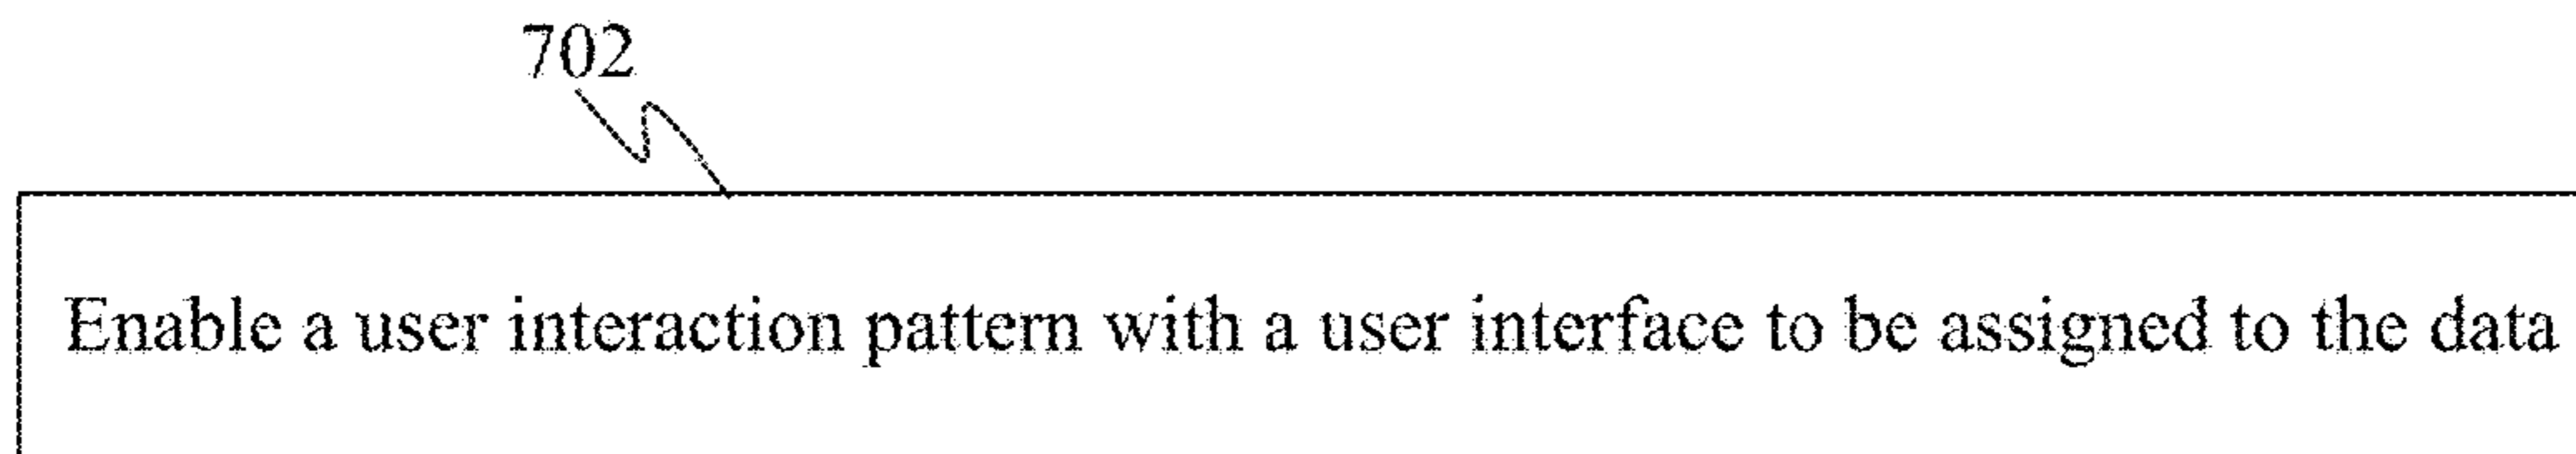 702
Enable a user interaction pattern with a user interface to be assigned to the data